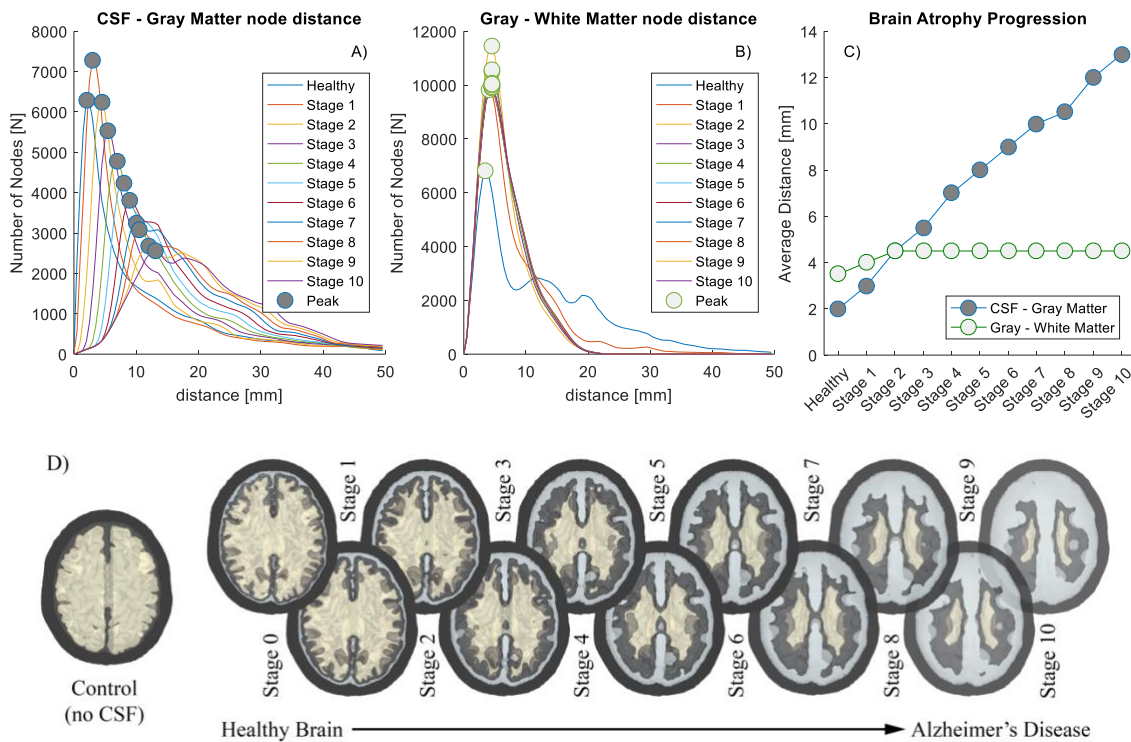 CSF - Gray Matter node distance
A)
8000
7000
6000
5000
4000
3000
2000
1000
0
Number of Nodes [N]
0 10 20 30 40 50
distance [mm]
Healthy
Stage 1
Stage 2
Stage 3
Stage 4
Stage 5
Stage 6
Stage 7
Stage 8
Stage 9
Stage 10
Peak
Gray - White Matter node distance
B)
12000
10000
8000
6000
4000
2000
0
Number of Nodes [N]
0 10 20 30 40 50
distance [mm]
Healthy
Stage 1
Stage 2
Stage 3
Stage 4
Stage 5
Stage 6
Stage 7
Stage 8
Stage 9
Stage 10
Peak
Brain Atrophy Progression
C)
14
12
10
8
6
4
2
0
Average Distance [mm]
CSF - Gray Matter
Gray - White Matter
Healthy
Stage 1
Stage 2
Stage 3
Stage 4
Stage 5
Stage 6
Stage 7
Stage 8
Stage 9
Stage 10
D)
Stage 1
Stage 3
Stage 5
Stage 7
Stage 9
Stage 0
Stage 2
Stage 4
Stage 6
Stage 8
Stage 10
Control
(no CSF)
Healthy Brain
Alzheimer's Disease